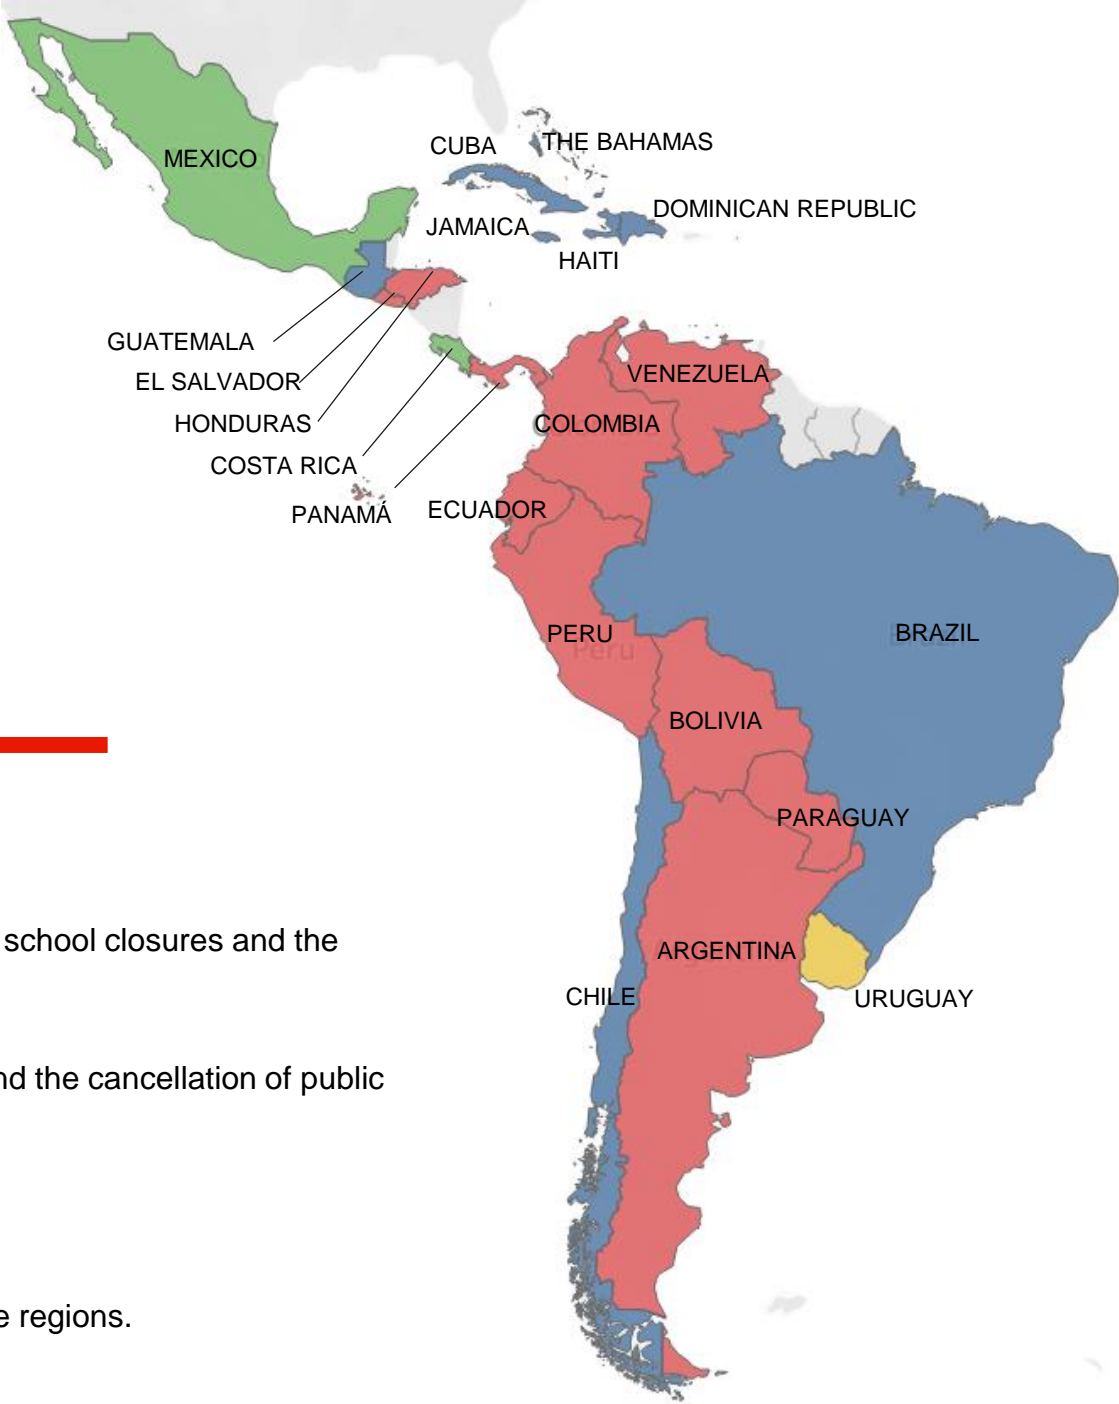 CUBA
THE BAHAMAS
MEXICO
DOMINICAN REPUBLIC
JAMAICA
HAITI
GUATEMALA
EL SALVADOR
VENEZUELA
HONDURAS
COLOMBIA
COSTA RICA
PANAMÁ
ECUADOR
BRAZIL
PERU
Peru
BOLIVIA
PARAGUAY
school closures and the
ARGENTINA
CHILE
URUGUAY
nd the cancellation of public
e regions.